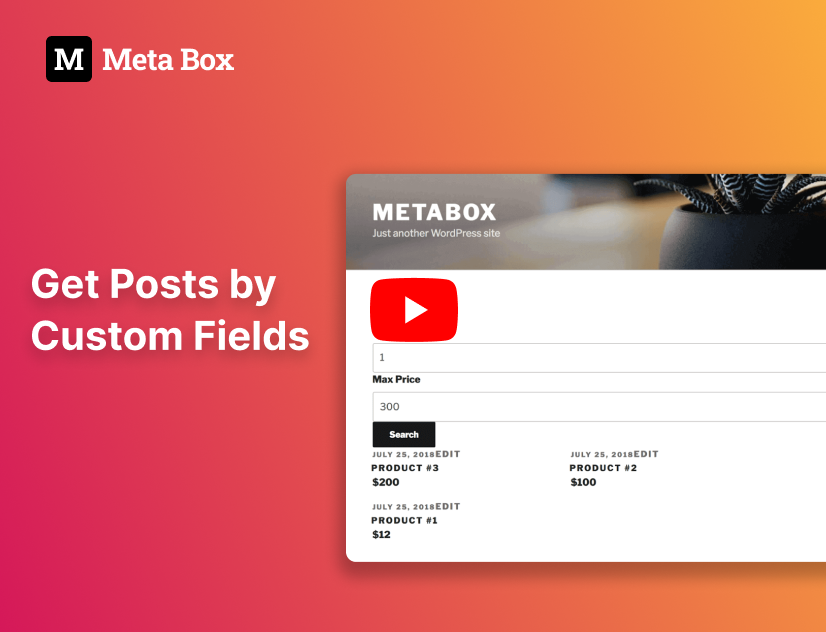 M Meta Box
METABOX
Just another WordPress site
Get Posts by
Custom Fields
1
Max Price
300
Search
JULY 25, 2018EDIT
PRODUCT #3
$200
JULY 25, 2018EDIT
PRODUCT #2
$100
JULY 25, 2018EDIT
PRODUCT #1
$12